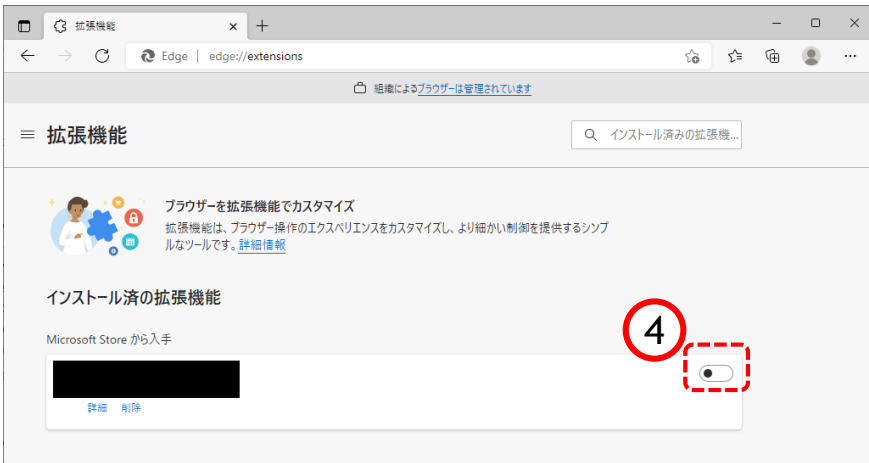 拡張機能
Edge | edge://extensions
組織によるブラウザーは管理されています
拡張機能
インストール済みの拡張機...
ブラウザーを拡張機能でカスタマイズ
拡張機能は、ブラウザー操作のエクスペリエンスをカスタマイズし、より細かい制御を提供するシンプ
ルなツールです。詳細情報
インストール済の拡張機能
Microsoft Store から入手
4
詳細 削除